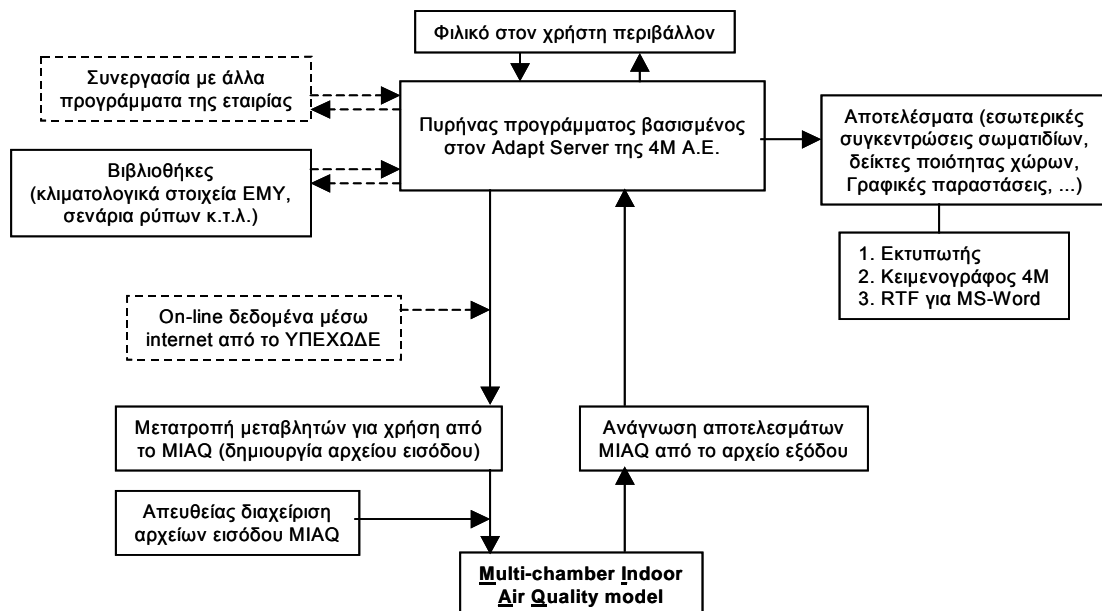 Φιλικό στον χρήστη περιβάλλον
Συνεργασία με άλλα
προγράμματα της εταιρίας
Πυρήνας προγράμματος βασισμένος
στον Adapt Server της 4Μ Α.Ε.
Αποτελέσματα (εσωτερικές
συγκεντρώσεις σωματιδίων,
δείκτες ποιότητας χώρων,
Γραφικές παραστάσεις, ...)
Βιβλιοθήκες
(κλιματολογικά στοιχεία ΕΜΥ,
σενάρια ρύπων κ.τ.λ.)
1. Εκτυπωτής
2. Κειμενογράφος 4Μ
3. RTF για MS-Word
On-line δεδομένα μέσω
internet από το ΥΠΕΧΩΔΕ
Μετατροπή μεταβλητών για χρήση από
το MIAQ (δημιουργία αρχείου εισόδου)
Ανάγνωση αποτελεσμάτων
MIAQ από το αρχείο εξόδου
Απευθείας διαχείριση
αρχείων εισόδου MIAQ
Multi-chamber Indoor
Air Quality model